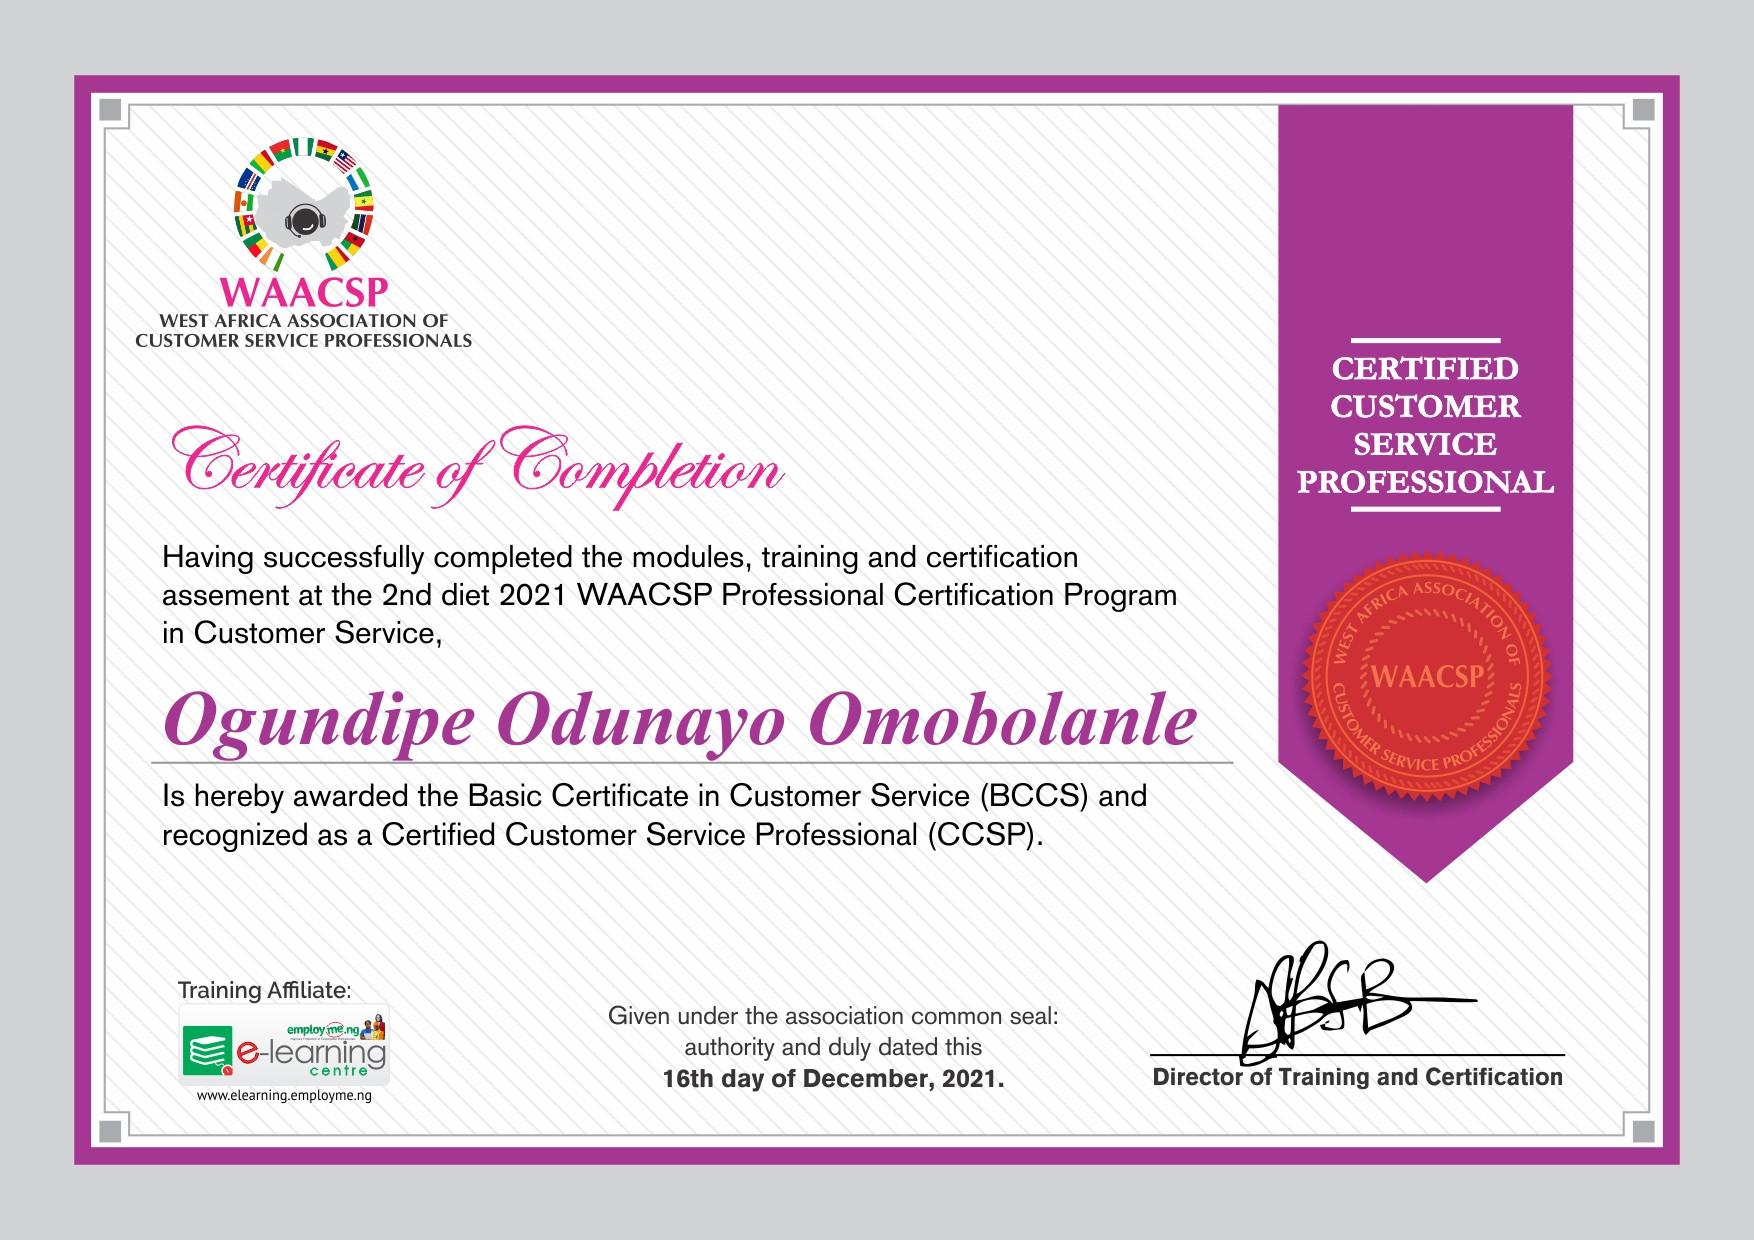 WAACSP
WEST AFRICA ASSOCIATION OF
CUSTOMER SERVICE PROFESSIONALS
CERTIFIED
CUSTOMER
SERVICE
PROFESSIONAL
Certificate of Completion
Having successfully completed the modules, training and certification
assement at the 2nd diet 2021 WAACSP Professional Certification Program
in Customer Service,
WEST AFRICA ASSOCIATION OF
WAACSP
CUSTOMER SERVICE PROFESSIONALS
Ogundipe Odunayo Omobolanle
Is hereby awarded the Basic Certificate in Customer Service (BCCS) and
recognized as a Certified Customer Service Professional (CCSP).
Training Affiliate:
employme.ng
e-learning
centre
www.elearning.employme.ng
Given under the association common seal:
authority and duly dated this
16th day of December, 2021.
Director of Training and Certification